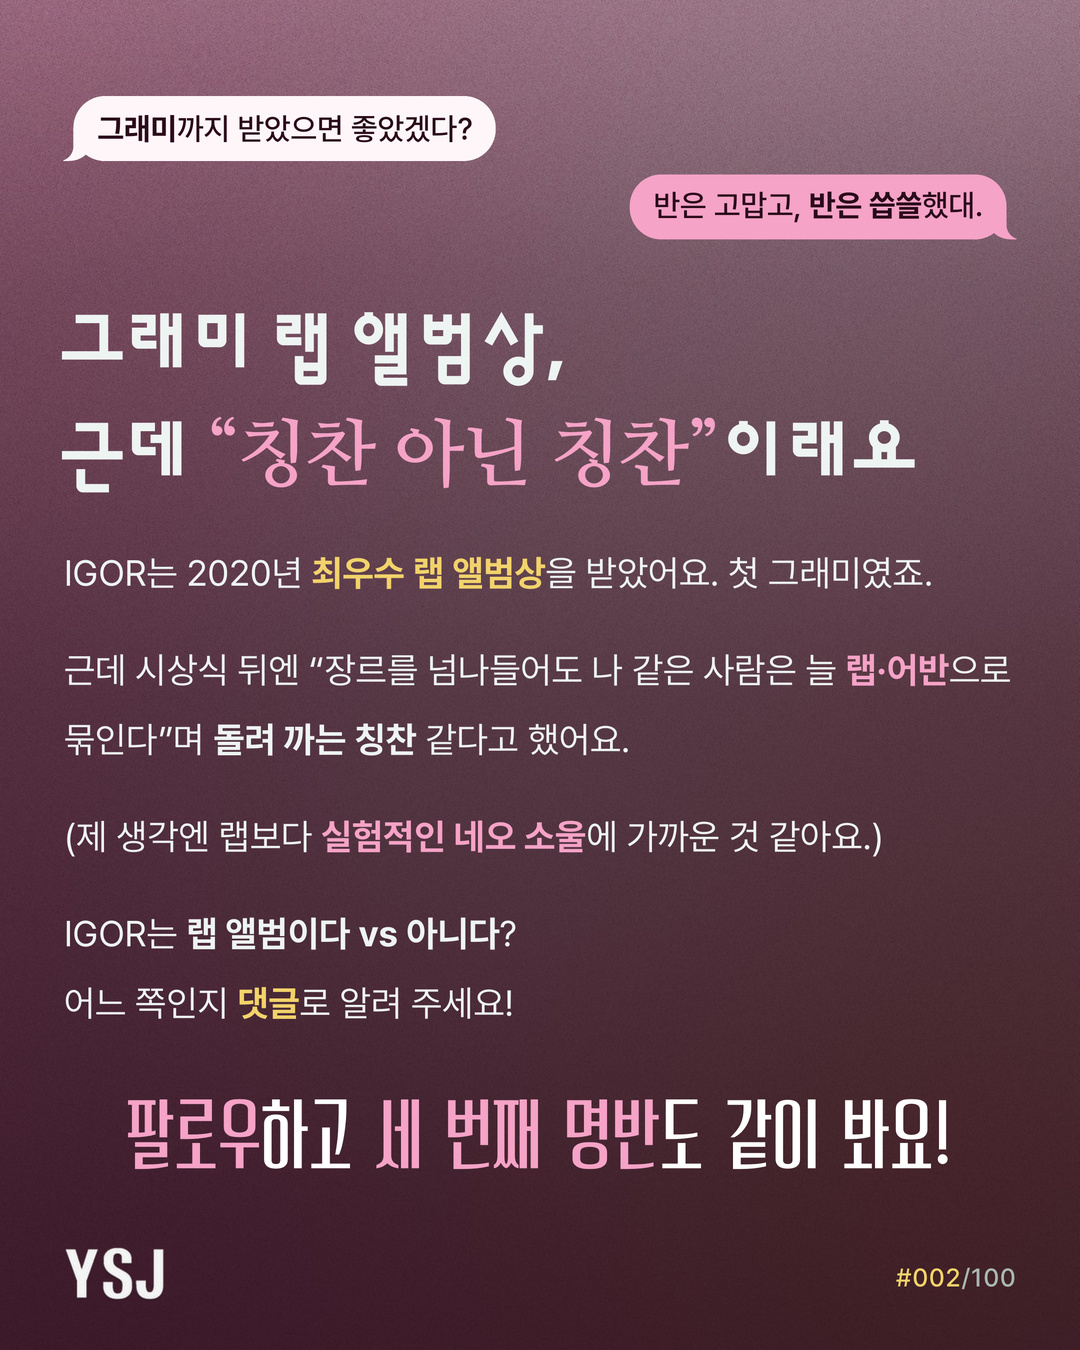 그래미까지 받았으면 좋았겠다?
반은 고맙고, 반은 씁쓸했대.
그래미 랩 앨범상,
근데 “칭찬 아닌 칭찬”이래요
IGOR는 2020년 최우수 랩 앨범상을 받았어요. 첫 그래미였죠.
근데 시상식 뒤엔 “장르를 넘나들어도 나 같은 사람은 늘 랩·어반으로
묶인다”며 돌려 까는 칭찬 같다고 했어요.
(제 생각엔 랩보다 실험적인 네오 소울에 가까운 것 같아요.)
IGOR는 랩 앨범이다 vs 아니다?
어느 쪽인지 댓글로 알려 주세요!
팔로우하고 세 번째 명반도 같이 봐요!
YSJ
#002/100